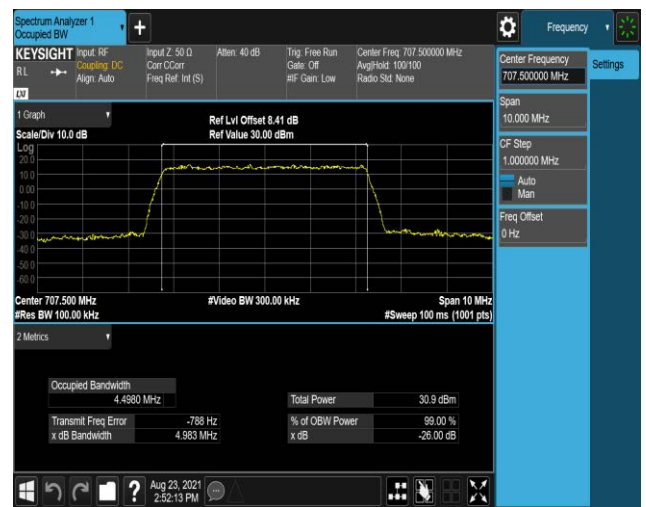 Spectrum Analyzer 1
Occupied BW
+
Frequency
KEYSIGHT Input: RF Input Z: 50 Ω Atten: 40 dB Trig: Free Run Center Freq: 707.500000 MHz
RL Coupling: DC Corr CCorr Gate: Off Avg|Hold: 100/100
Align: Auto Freq Ref: Int (S) #IF Gain: Low Radio Std: None
LXI
Center Frequency
707.500000 MHz
Settings
Span
10.000 MHz
CF Step
1.000000 MHz
Auto
Man
Freq Offset
0 Hz
1 Graph
Ref Lvl Offset 8.41 dB
Scale/Div 10.0 dB Ref Value 30.00 dBm
Log
20.0
10.0
0.00
-10.0
-20.0
-30.0
-40.0
-50.0
-60.0
Center 707.500 MHz #Video BW 300.00 kHz Span 10 MHz
#Res BW 100.00 kHz #Sweep 100 ms (1001 pts)
2 Metrics
Occupied Bandwidth
4.4980 MHz Total Power 30.9 dBm
Transmit Freq Error -788 Hz % of OBW Power 99.00 %
x dB Bandwidth 4.983 MHz x dB -26.00 dB
? Aug 23, 2021
2:52:13 PM